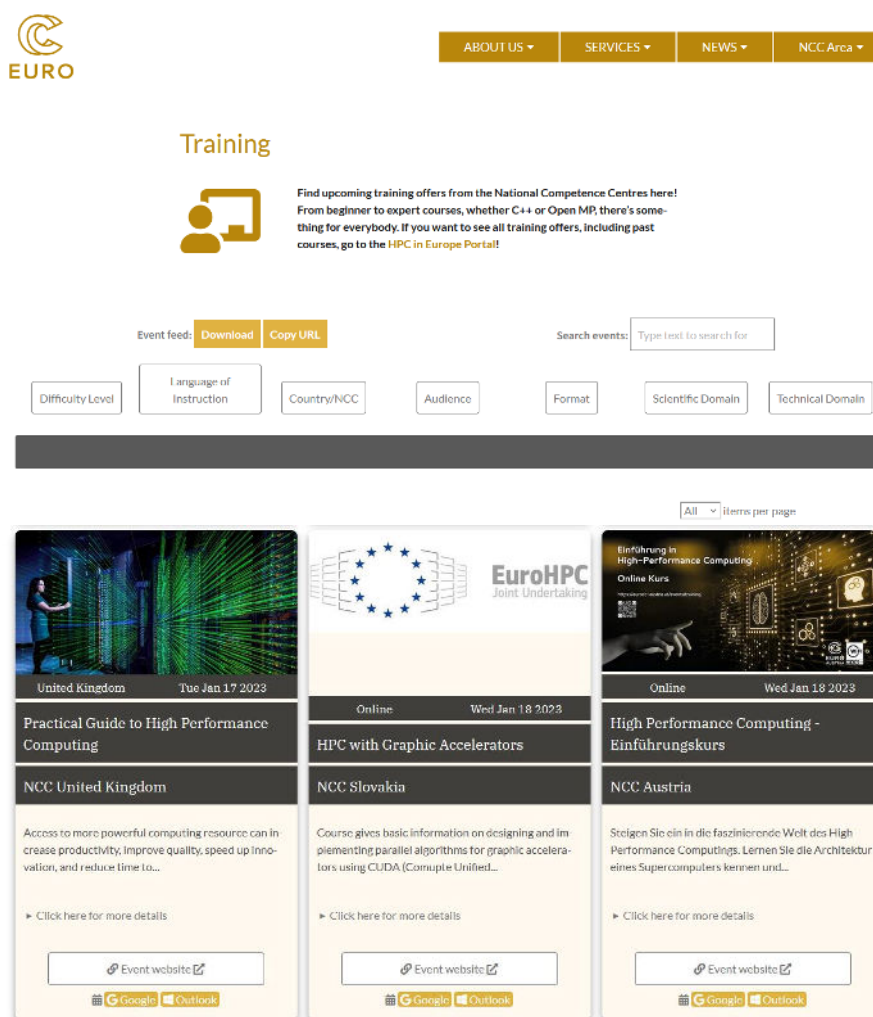 EURO
ABOUT US
SERVICES
NEWS
NCC Area
Training
Find upcoming training offers from the National Competence Centres here!
From beginner to expert courses, whether C++ or Open MP, there's some-
thing for everybody. If you want to see all training offers, including past
courses, go to the HPC in Europe Portal!
Event feed: Download Copy URL
Search events: Type text to search for
Difficulty Level
Language of
Instruction
Country/NCC
Audience
Format
Scientific Domain
Technical Domain
All items per page
United Kingdom Tue Jan 17 2023
Practical Guide to High Performance
Computing
NCC United Kingdom
Access to more powerful computing resource can in-
crease productivity, improve quality, speed up inno-
vation, and reduce time to...
► Click here for more details
Event website
Google Outlook
EuroHPC
Joint Undertaking
Online Wed Jan 18 2023
HPC with Graphic Accelerators
NCC Slovakia
Course gives basic information on designing and im
plementing parallel algorithms for graphic accelera-
tors using CUDA (Comupte Unified...
► Click here for more details
Event website
Google Outlook
Einführung in
High-Performance Computing
Online Kurs
EURO
Online Wed Jan 18 2023
High Performance Computing -
Einführungskurs
NCC Austria
Steigen Sie ein in die faszinierende Welt des High
Performance Computings. Lernen Sie die Architektur
eines Supercomputers kennen und...
► Click here for more details
Event website
Google Outlook